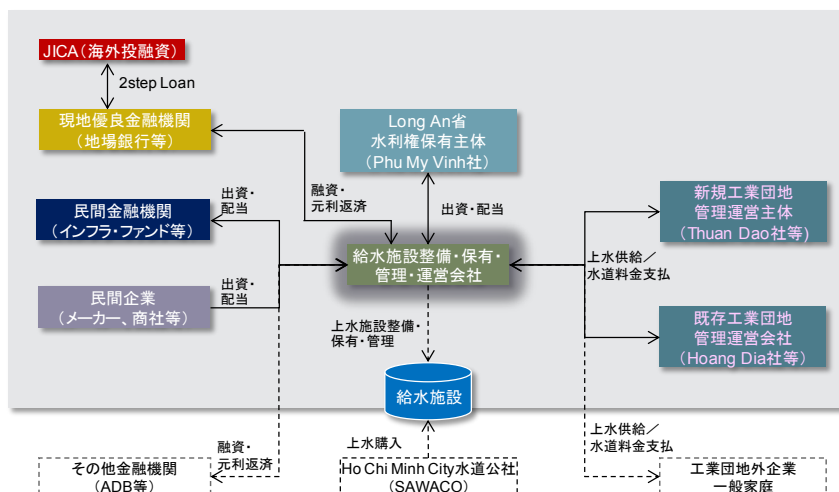 JICA(海外投融資)
2step Loan
現地優良金融機関
(地場銀行等)
Long An省
水利権保有主体
(Phu My Vinh社)
融資・
元利返済
出資・配当
民間金融機関
(インフラ・ファンド等)
出資・
配当
新規工業団地
管理運営主体
(Thuan Dao社等)
給水施設整備・保有・
管理・運営会社
上水供給/
水道料金支払
民間企業
(メーカー、商社等)
出資・
配当
上水施設整備・
保有・管理
既存工業団地
管理運営会社
(Hoang Dia社等)
給水施設
融資・
元利返済
上水購入
上水供給/
水道料金支払
その他金融機関
(ADB等)
Ho Chi Minh City水道公社
(SAWACO)
工業団地外企業
一般家庭